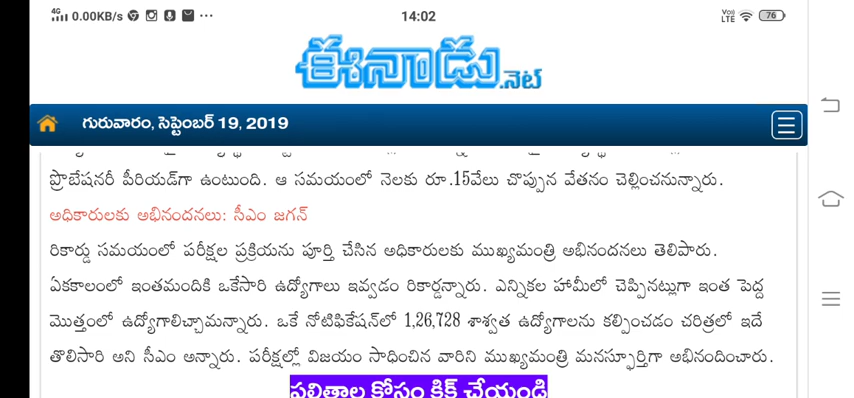 4G 0.00KB/s ... 14:02 Vo) LTE 76
ఈనాడు.నెట్
గురువారం, సెప్టెంబర్ 19, 2019
ప్రొబేషనరీ పీరియడ్‌గా ఉంటుంది. ఆ సమయంలో నెలకు రూ.15వేలు చొప్పున వేతనం చెల్లించనున్నారు.
అధికారులకు అభినందనలు: సీఎం జగన్‌
రికార్డు సమయంలో పరీక్షల ప్రక్రియను పూర్తి చేసిన అధికారులకు ముఖ్యమంత్రి అభినందనలు తెలిపారు.
ఏకకాలంలో ఇంతమందికి ఒకేసారి ఉద్యోగాలు ఇవ్వడం రికార్డన్నారు. ఎన్నికల హామీలో చెప్పినట్లుగా ఇంత పెద్ద
మొత్తంలో ఉద్యోగాలిచ్చామన్నారు. ఒకే నోటిఫికేషన్‌లో 1,26,728 శాశ్వత ఉద్యోగాలను కల్పించడం చరిత్రలో ఇదే
తొలిసారి అని సీఎం అన్నారు. పరీక్షల్లో విజయం సాధించిన వారిని ముఖ్యమంత్రి మనస్ఫూర్తిగా అభినందించారు.
ఫలితాల కోసం క్లిక్ చేయండి